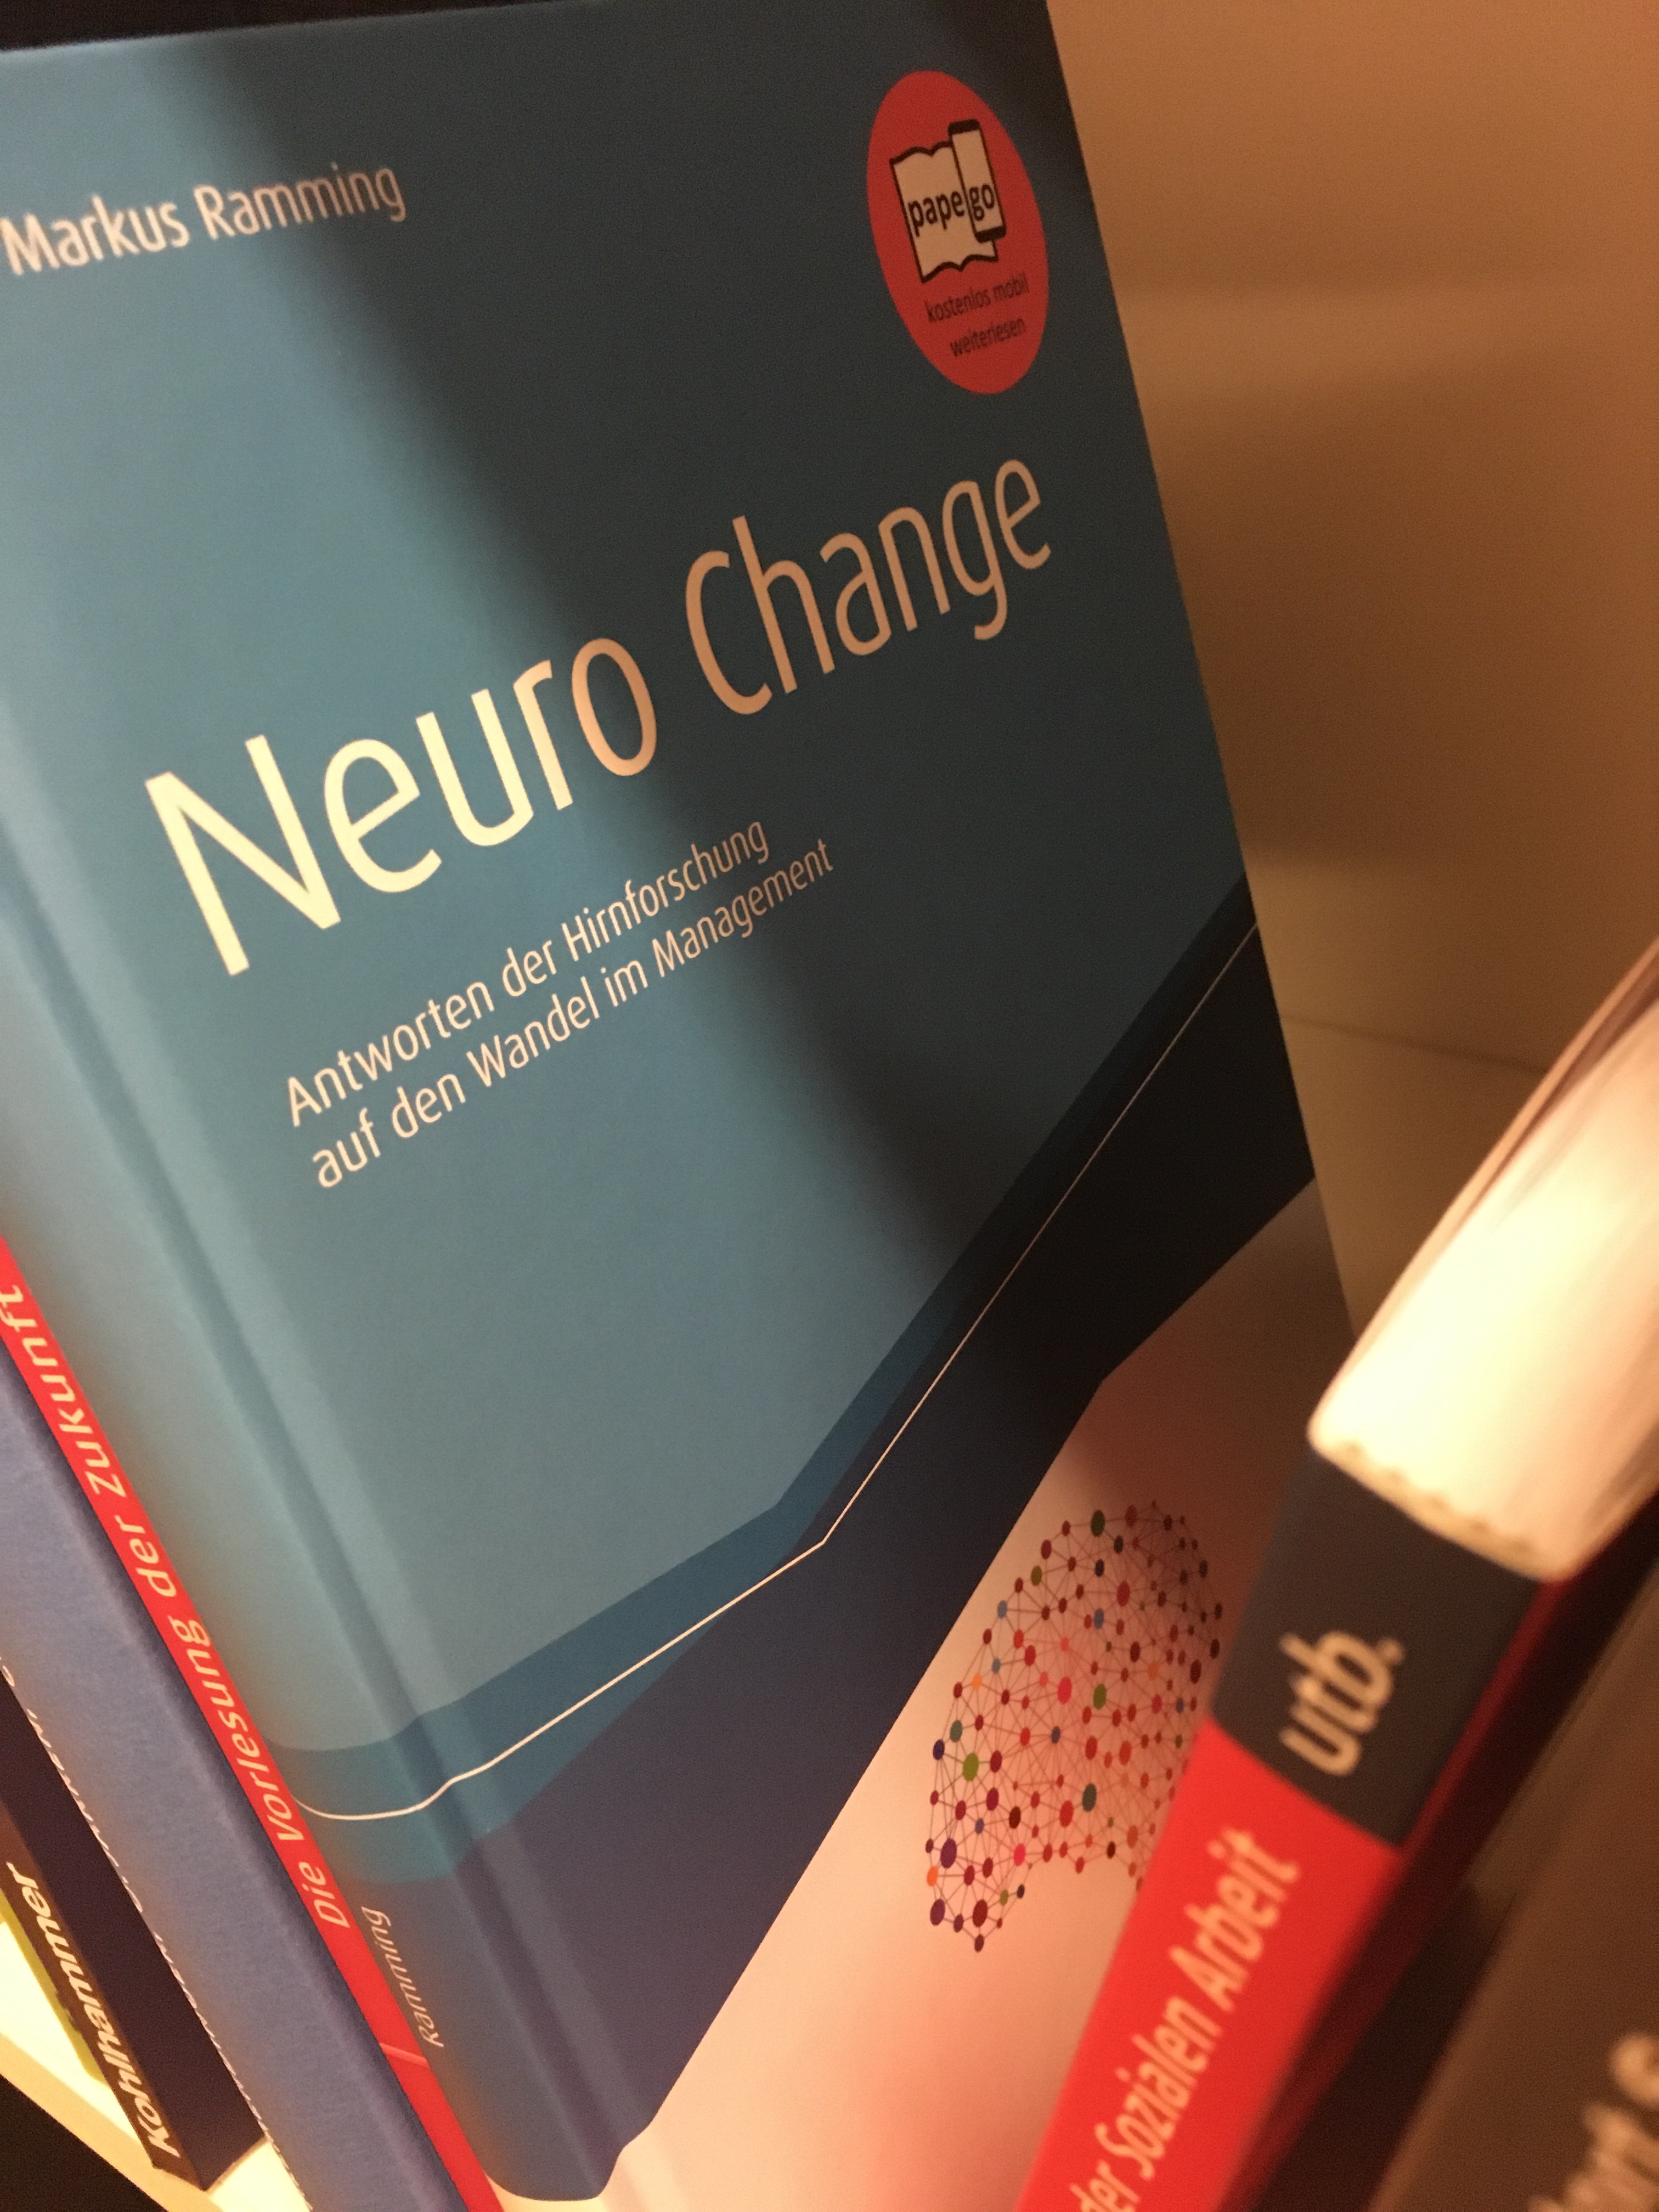 Markus Ramming
papego
kostenlos mobil
weiterlesen
Neuro Change
Antworten der Hirnforschung
auf den Wandel im Management
Ramming
Die Vorlesung der Zukunft
Kohlhammer
utb.
der Sozialen Arbeit